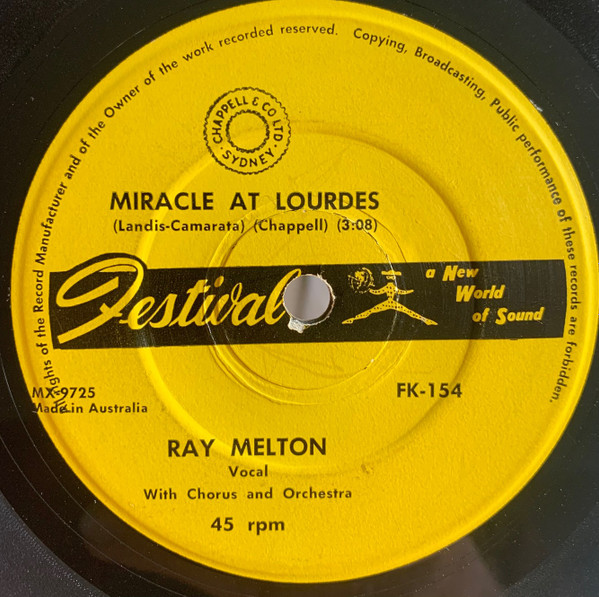 All rights of the Record Manufacturer and of the Owner of the work recorded reserved. Copying, Broadcasting, Public performance of these records are forbidden.
CHAPPELL & CO LTD.
SYDNEY
MIRACLE AT LOURDES
(Landis-Camarata) (Chappell) (3:08)
Festival
a New
World
of Sound
MX-9725
Made in Australia
FK-154
RAY MELTON
Vocal
With Chorus and Orchestra
45 rpm